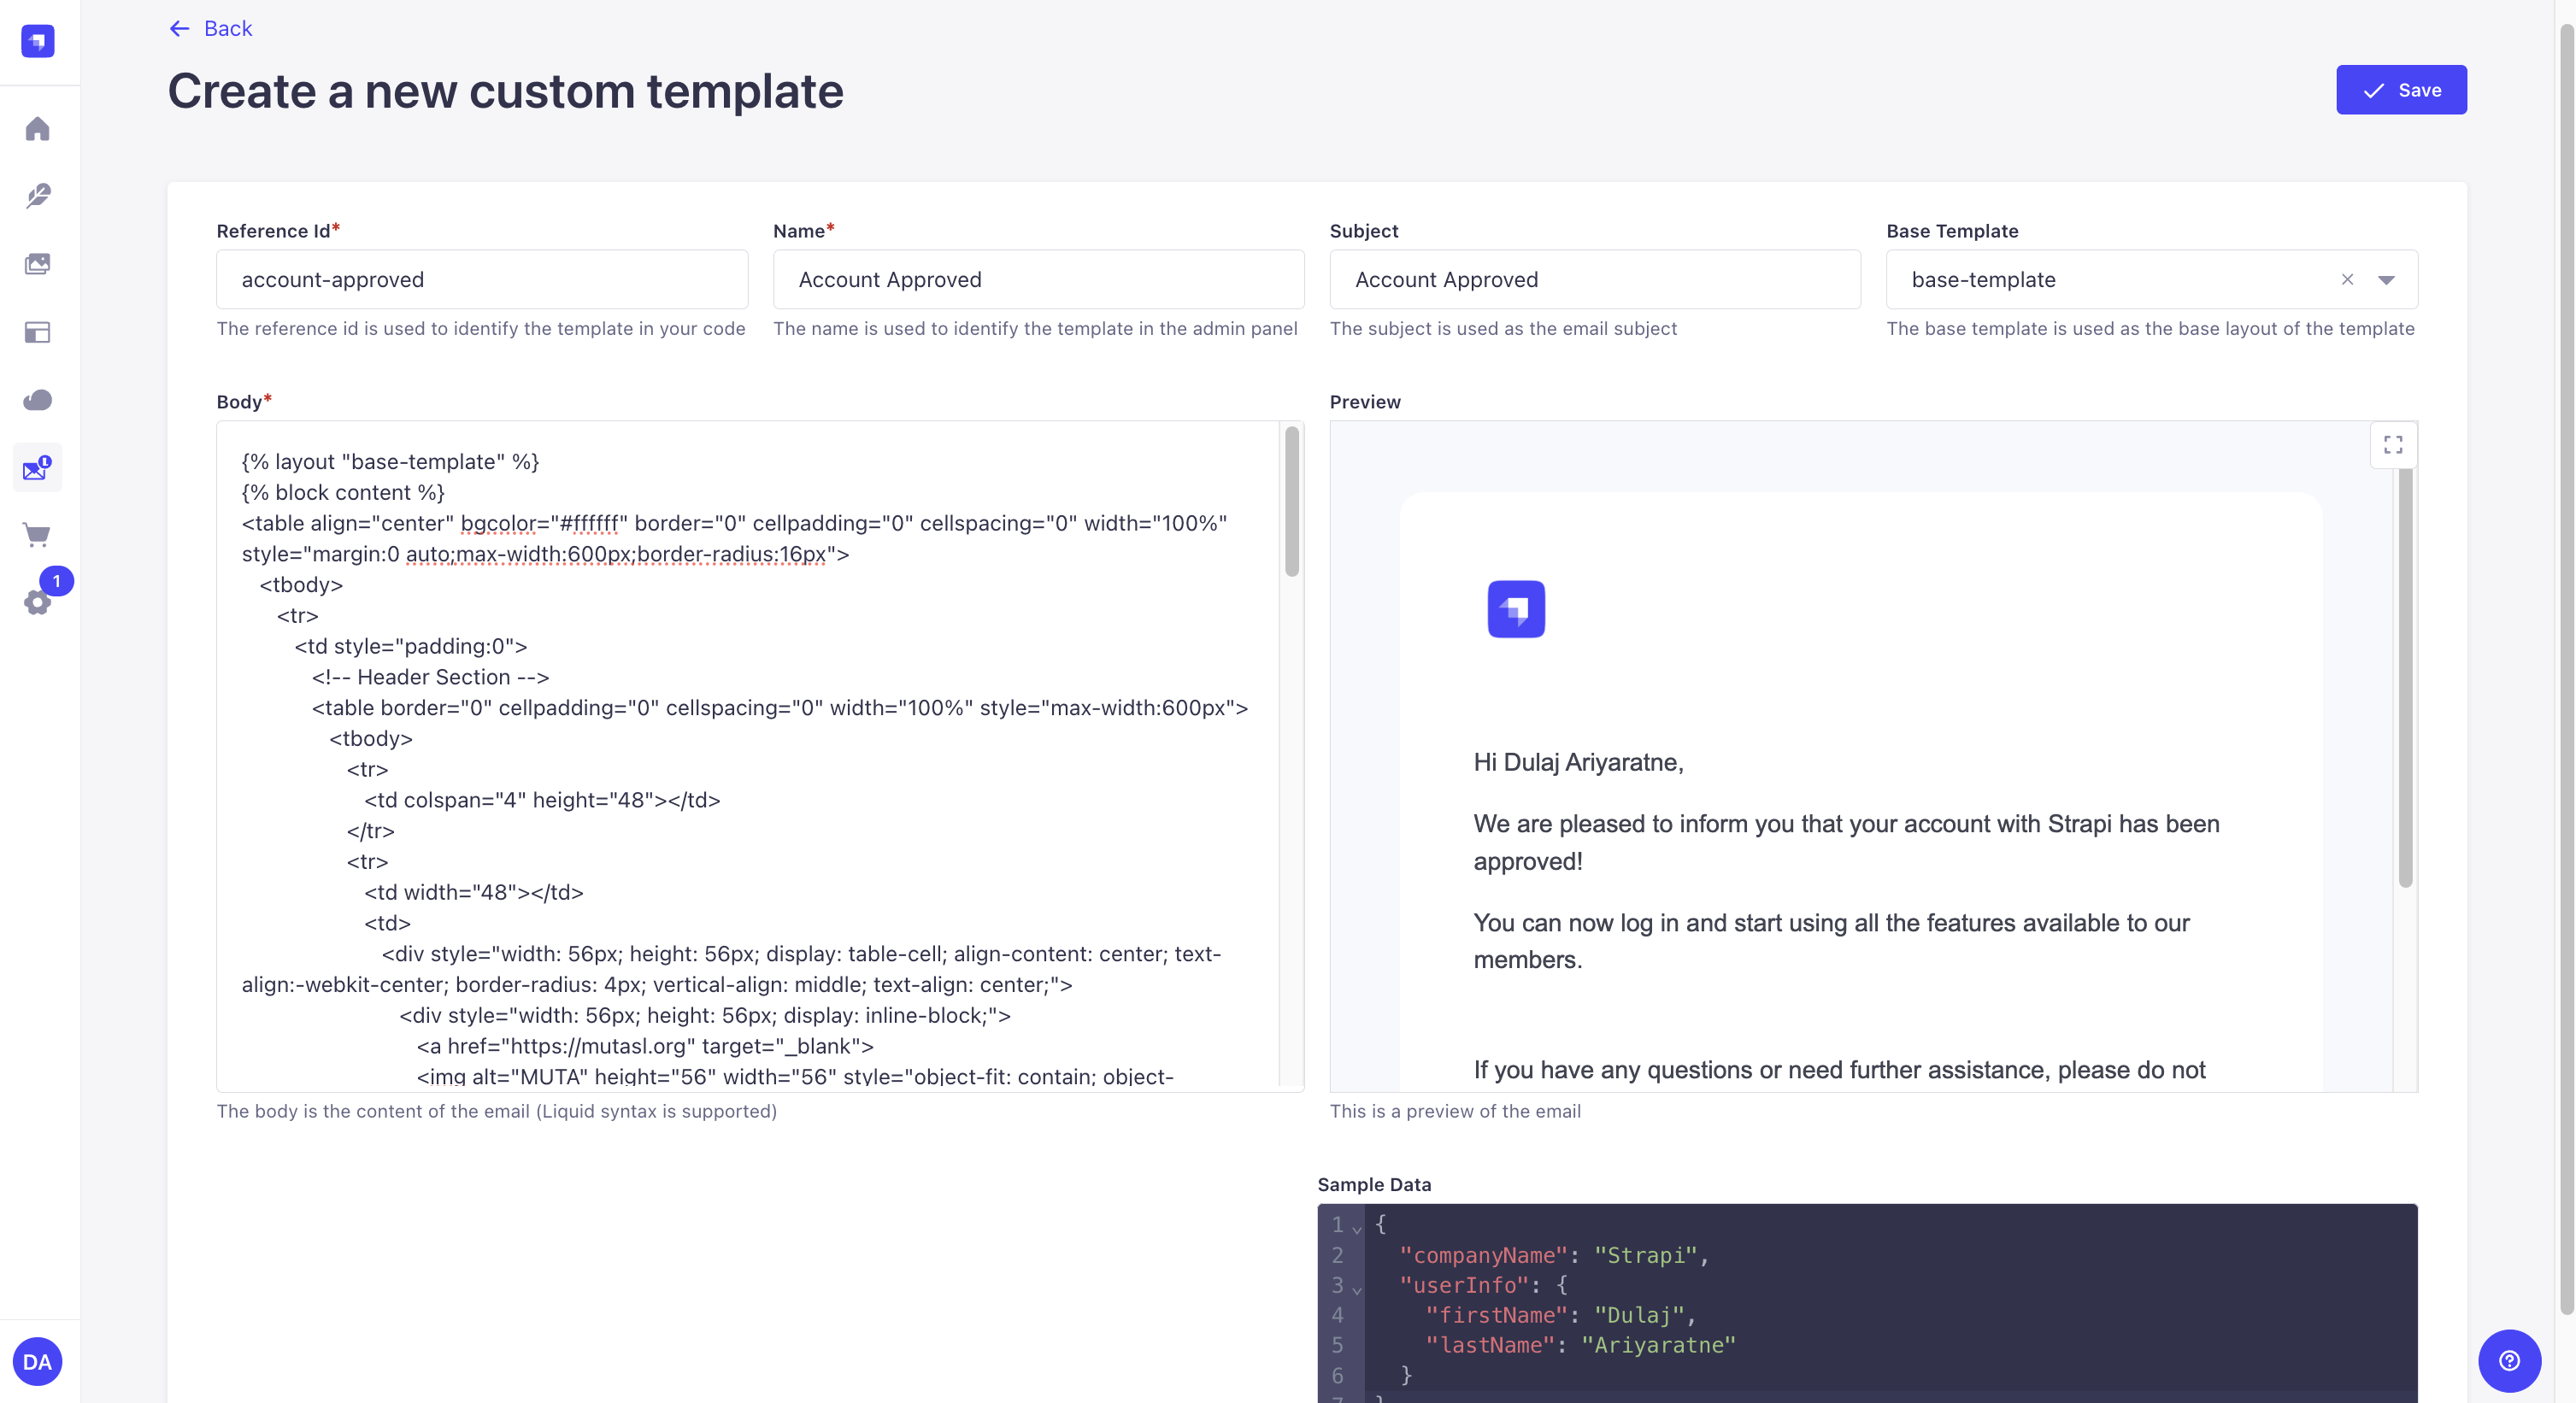 Back
Create a new custom template
Save
Reference Id*
Name*
Subject
Base Template
account-approved
Account Approved
Account Approved
base-template
The reference id is used to identify the template in your code
The name is used to identify the template in the admin panel
The subject is used as the email subject
The base template is used as the base layout of the template
Body*
{% layout "base-template" %}
{% block content %}
<table align="center" bgcolor="#ffffff" border="0" cellpadding="0" cellspacing="0" width="100%"
style="margin:0 auto;max-width:600px;border-radius:16px">
<tbody>
<tr>
<td style="padding:0">
<!-- Header Section -->
<table border="0" cellpadding="0" cellspacing="0" width="100%" style="max-width:600px">
<tbody>
<tr>
<td colspan="4" height="48"></td>
</tr>
<tr>
<td width="48"></td>
<td>
<div style="width: 56px; height: 56px; display: table-cell; align-content: center; text-
align:-webkit-center; border-radius: 4px; vertical-align: middle; text-align: center;">
<div style="width: 56px; height: 56px; display: inline-block;">
<a href="https://mutasl.org" target="_blank">
<img alt="MUTA" height="56" width="56" style="object-fit: contain; object-
The body is the content of the email (Liquid syntax is supported)
Preview
Hi Dulaj Ariyaratne,
We are pleased to inform you that your account with Strapi has been
approved!
You can now log in and start using all the features available to our
members.
If you have any questions or need further assistance, please do not
This is a preview of the email
Sample Data
1 {
2 "companyName": "Strapi",
3 "userInfo": {
4 "firstName": "Dulaj",
5 "lastName": "Ariyaratne"
6 }
7 }
1
DA